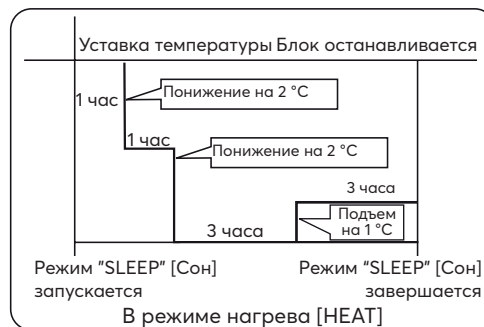 Уставка температуры Блок останавливается
1 час
Понижение на 2 °C
1 час
Понижение на 2 °C
3 часа
3 часа
Подъем
на 1 °C
Режим "SLEEP" [Сон]
запускается
Режим "SLEEP" [Сон]
завершается
В режиме нагрева [HEAT]